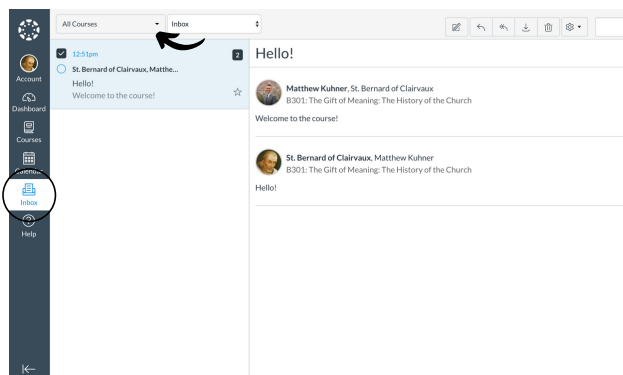 All Courses
Inbox
Account
Dashboard
Courses
Calendar
Inbox
Help
12:51pm
2
St. Bernard of Clairvaux, Matthe...
Hello!
Welcome to the course!
Hello!
Matthew Kuhner, St. Bernard of Clairvaux
B301: The Gift of Meaning: The History of the Church
Welcome to the course!
St. Bernard of Clairvaux, Matthew Kuhner
B301: The Gift of Meaning: The History of the Church
Hello!